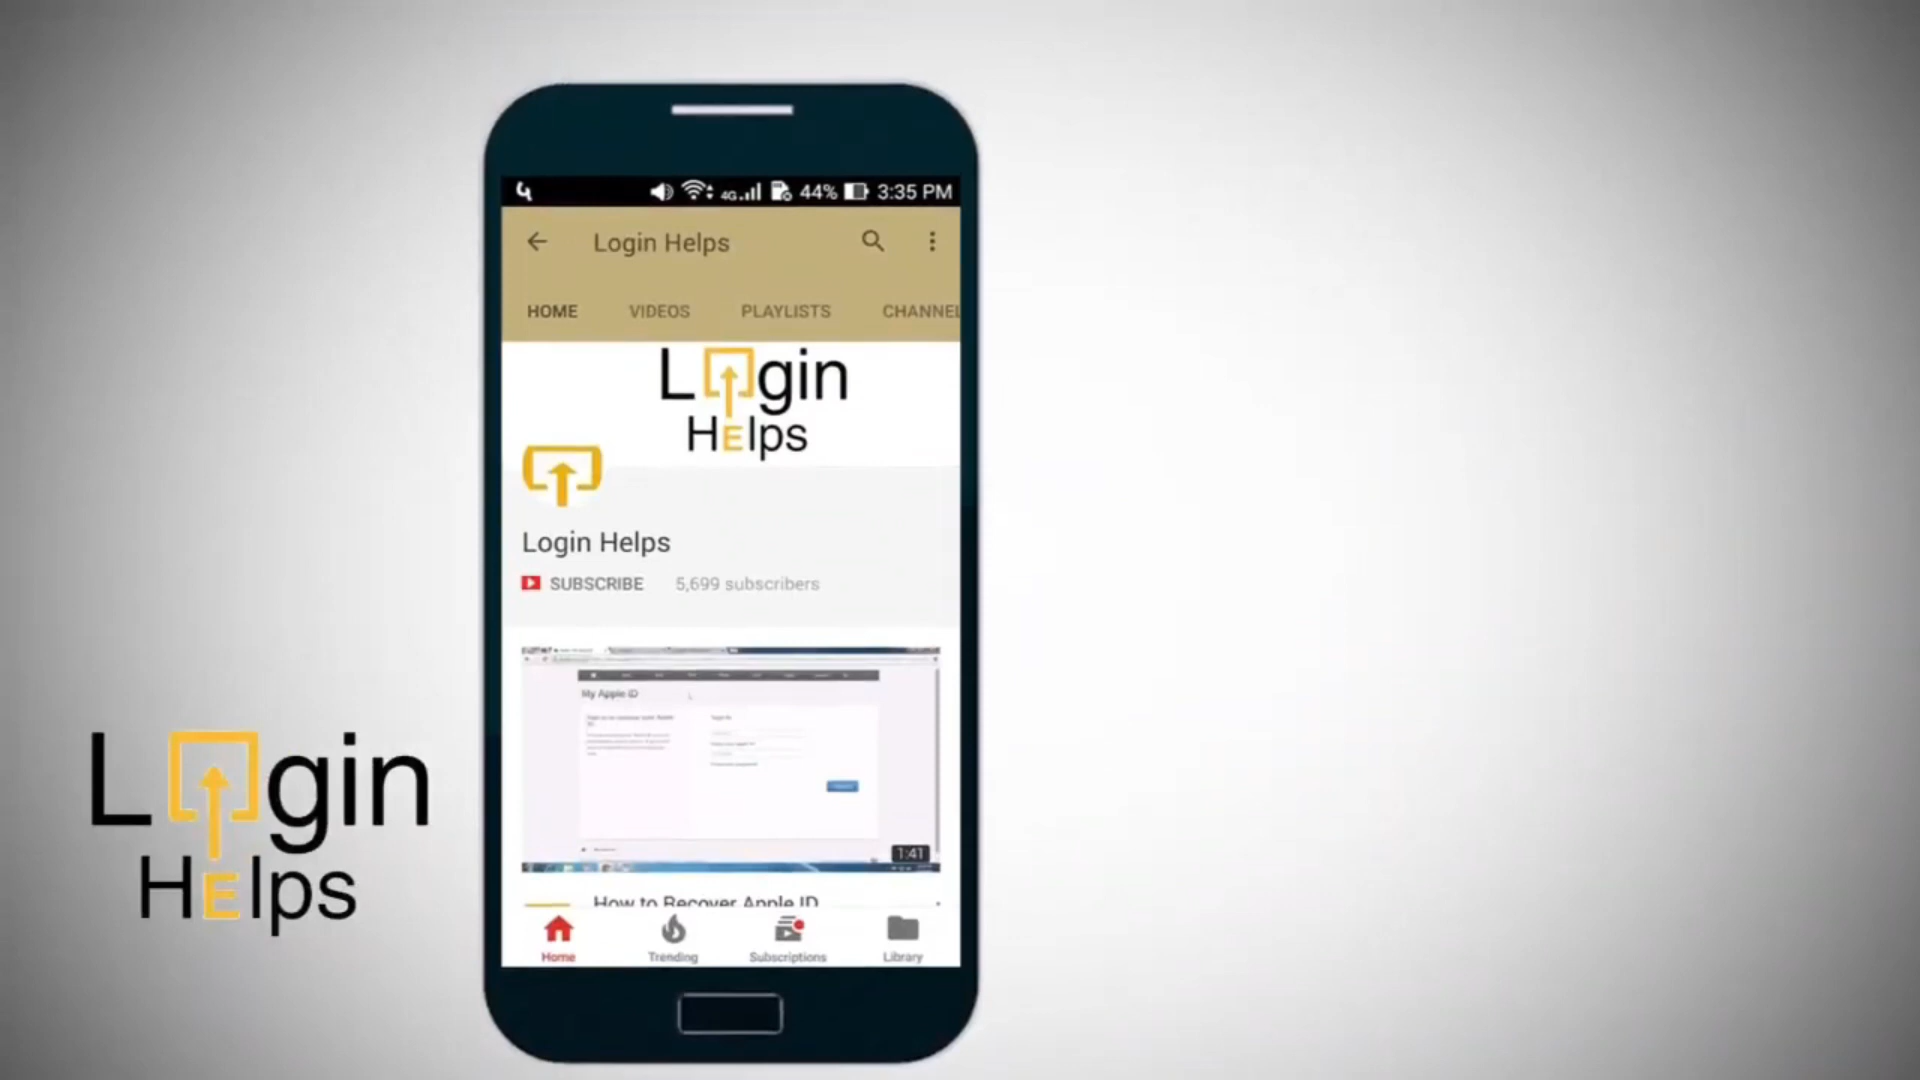 4G 44% 3:35 PM
Login Helps
HOME VIDEOS PLAYLISTS CHANNEL
Login
Helps
Login Helps
SUBSCRIBE 5,699 subscribers
My Apple ID
1:41
How to Recover Apple ID
Home Trending Subscriptions Library
Login
Helps